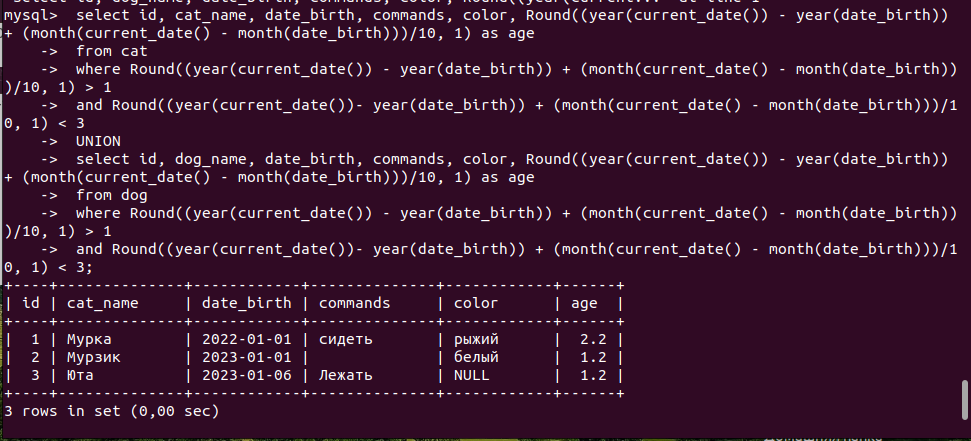 mysql>  select id, cat_name, date_birth, commands, color, Round((year(current_date()) - year(date_birth))
+ (month(current_date() - month(date_birth)))/10, 1) as age
    ->  from cat
    ->  where Round((year(current_date()) - year(date_birth)) + (month(current_date() - month(date_birth))
)/10, 1) > 1
    ->  and Round((year(current_date())- year(date_birth)) + (month(current_date() - month(date_birth)))/1
0, 1) < 3
    ->  UNION
    ->  select id, dog_name, date_birth, commands, color, Round((year(current_date()) - year(date_birth))
+ (month(current_date() - month(date_birth)))/10, 1) as age
    ->  from dog
    ->  where Round((year(current_date()) - year(date_birth)) + (month(current_date() - month(date_birth))
)/10, 1) > 1
    ->  and Round((year(current_date())- year(date_birth)) + (month(current_date() - month(date_birth)))/1
0, 1) < 3;
+----+--------------+------------+-------------+------------+------+
| id | cat_name     | date_birth | commands    | color      | age  |
+----+--------------+------------+-------------+------------+------+
|  1 | Мурка        | 2022-01-01 | сидеть      | рыжий      |  2.2 |
|  2 | Мурзик       | 2023-01-01 |             | белый      |  1.2 |
|  3 | Юта          | 2023-01-06 | Лежать      | NULL       |  1.2 |
+----+--------------+------------+-------------+------------+------+
3 rows in set (0,00 sec)